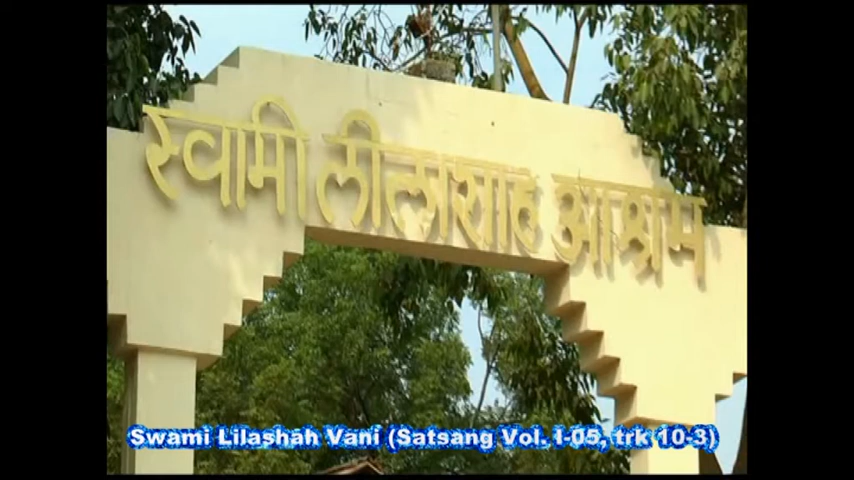 स्वामी लीलाशाह आश्रम
Swami Lilashah Vani (Satsang Vol. I-05, trk 10-3)